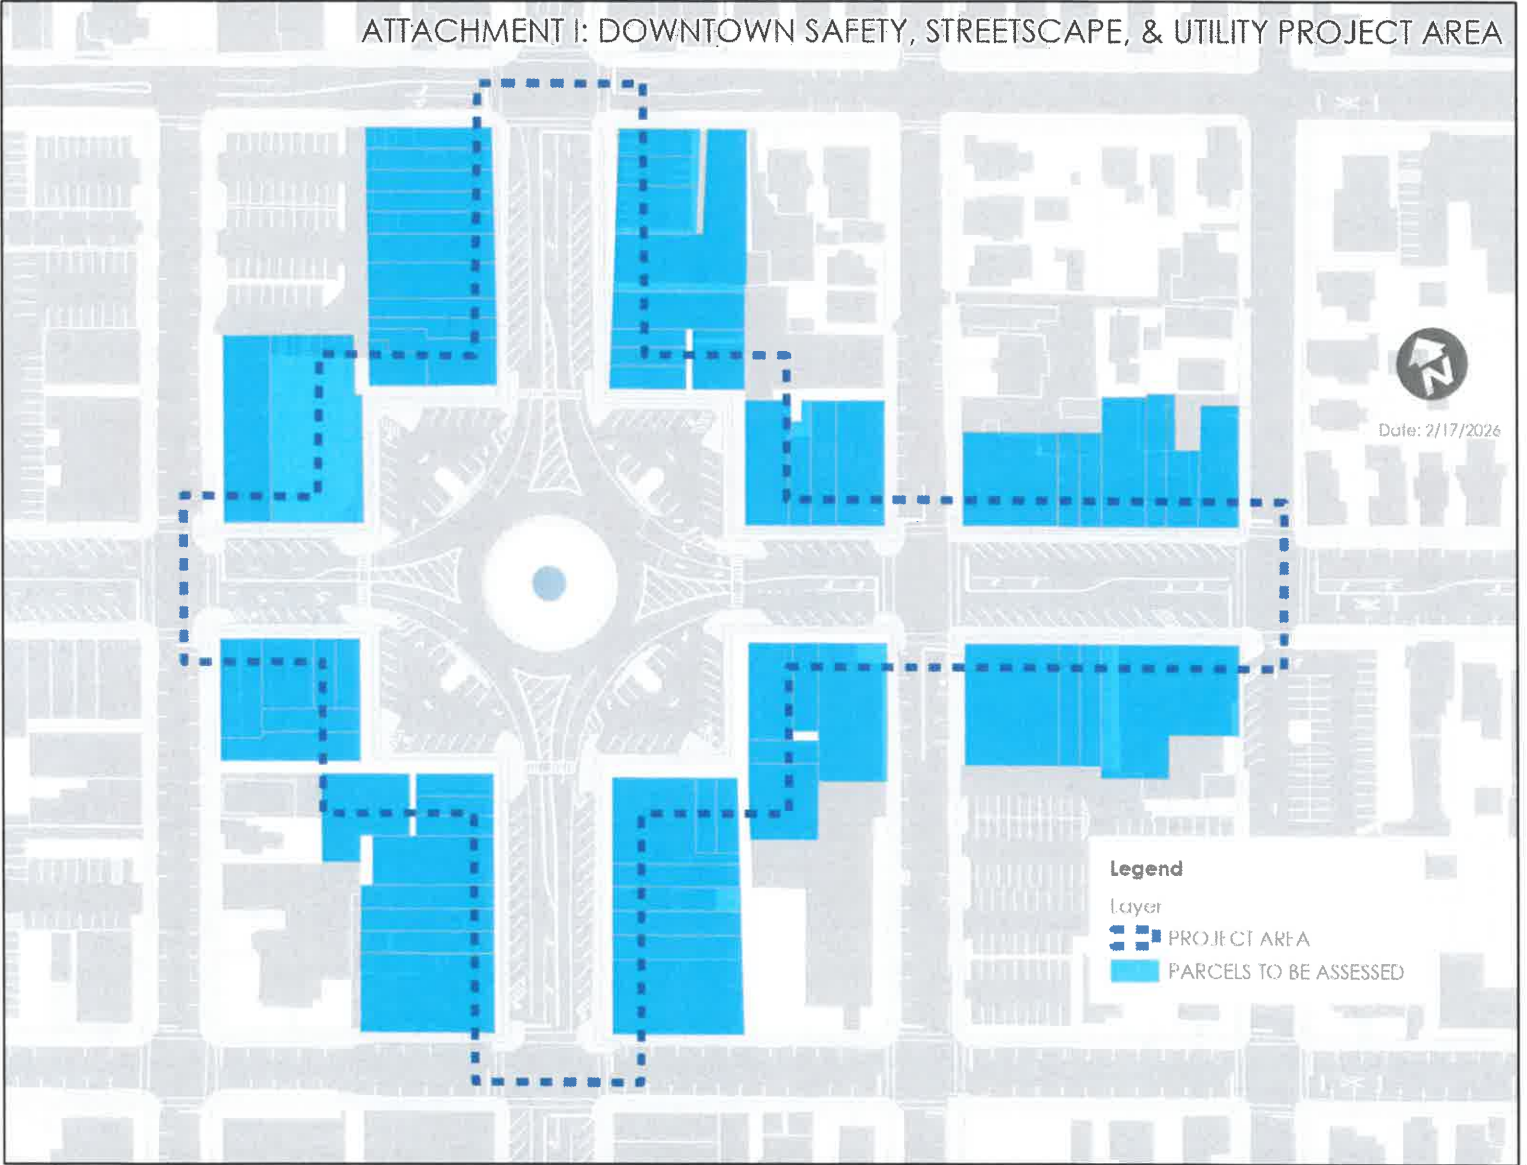 ATTACHMENT I: DOWNTOWN SAFETY, STREETSCAPE, & UTILITY PROJECT AREA
N
Date: 2/17/2026
Legend
Layer
PROJECT AREA
PARCELS TO BE ASSESSED